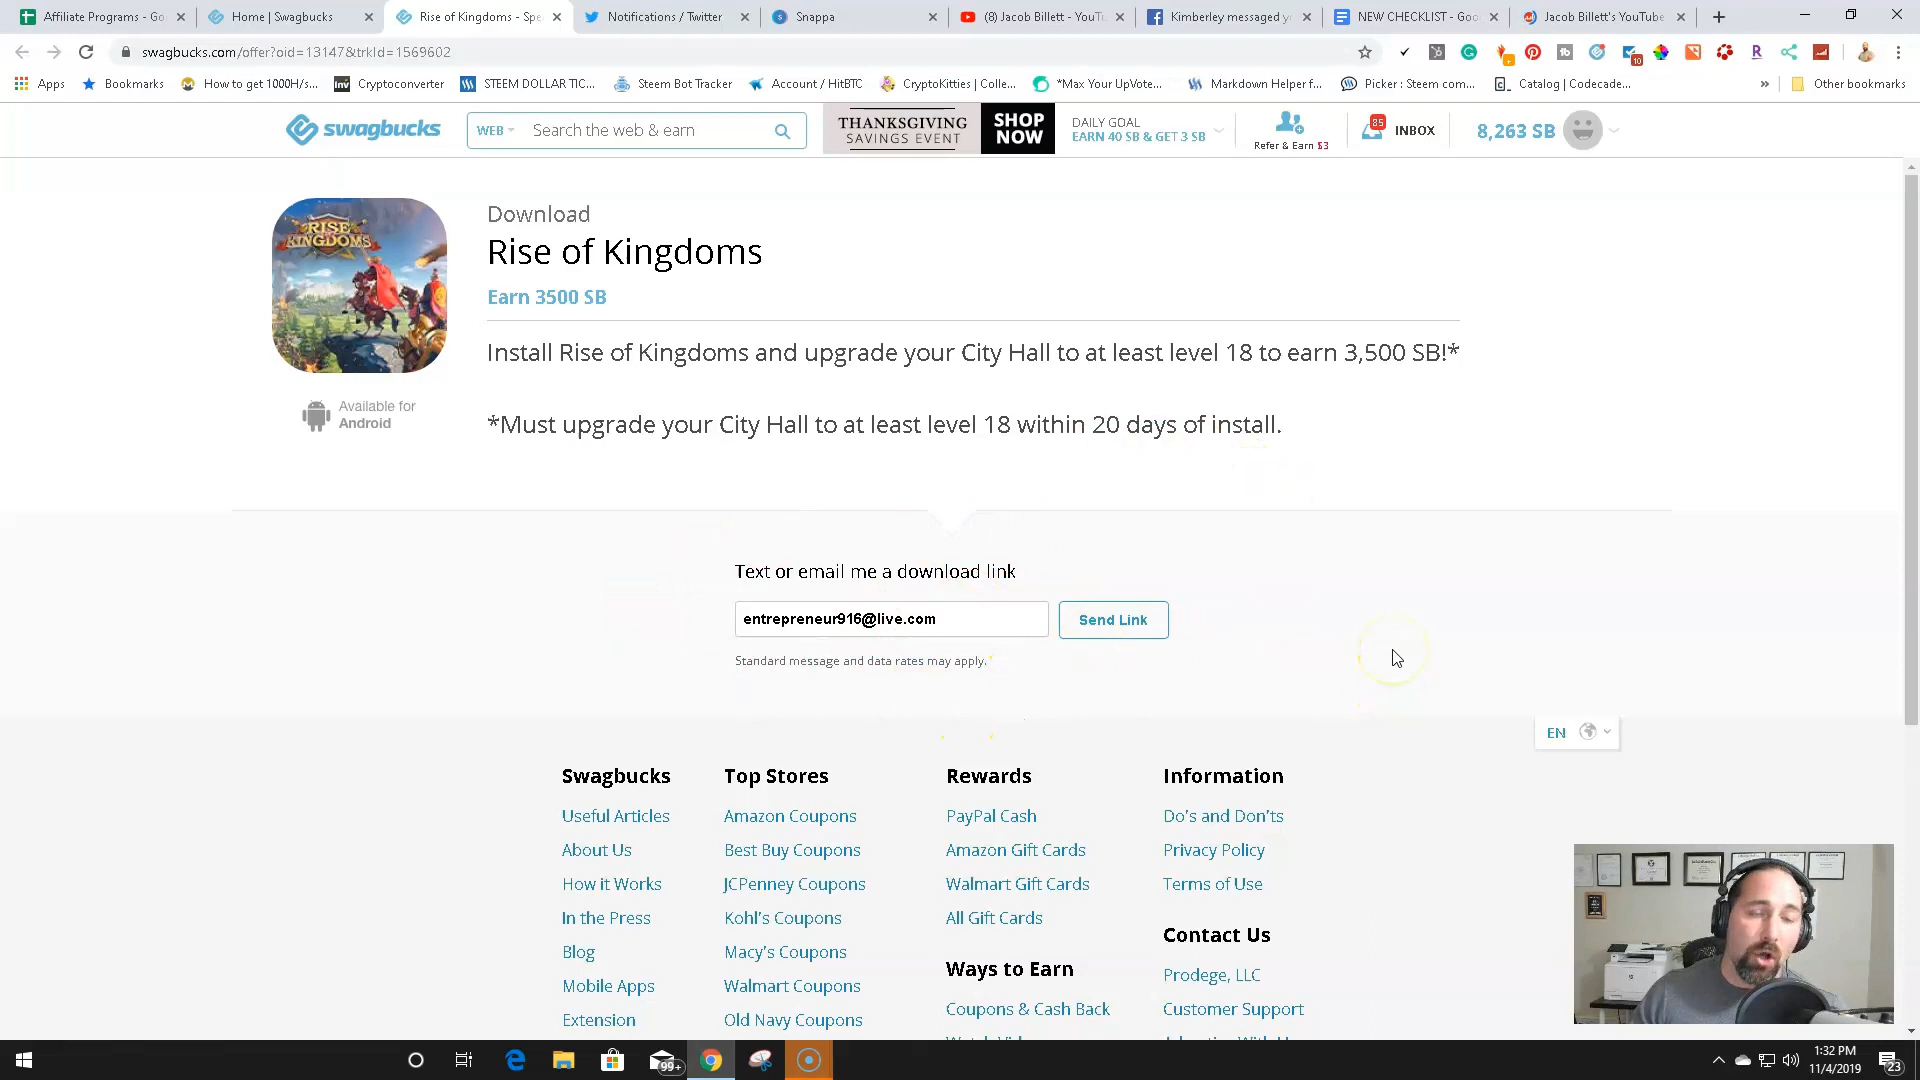 Affiliate Programs - Go
Home | Swagbucks
Rise of Kingdoms - Spe
Notifications / Twitter
Snappa
(8) Jacob Billett - YouTu
Kimberley messaged y
NEW CHECKLIST - Goo
Jacob Billett's YouTube
swagbucks.com/offer?oid=13147&trkId=1569602
Apps
Bookmarks
How to get 1000H/s...
Cryptoconverter
STEEM DOLLAR TIC...
Steem Bot Tracker
Account / HitBTC
CryptoKitties | Colle...
*Max Your UpVote...
Markdown Helper f...
Picker : Steem com...
Catalog | Codecade...
Other bookmarks
swagbucks
WEB
Search the web & earn
THANKSGIVING
SAVINGS EVENT
SHOP
NOW
DAILY GOAL
EARN 40 SB & GET 3 SB
Refer & Earn $3
85
INBOX
8,263 SB
RISE OF
KINGDOMS
Download
Rise of Kingdoms
Earn 3500 SB
Install Rise of Kingdoms and upgrade your City Hall to at least level 18 to earn 3,500 SB!*
Available for
Android
*Must upgrade your City Hall to at least level 18 within 20 days of install.
Text or email me a download link
entrepreneur916@live.com
Send Link
Standard message and data rates may apply.
EN
Swagbucks
Useful Articles
About Us
How it Works
In the Press
Blog
Mobile Apps
Extension
Top Stores
Amazon Coupons
Best Buy Coupons
JCPenney Coupons
Kohl's Coupons
Macy's Coupons
Walmart Coupons
Old Navy Coupons
Rewards
PayPal Cash
Amazon Gift Cards
Walmart Gift Cards
All Gift Cards
Ways to Earn
Coupons & Cash Back
Information
Do's and Don'ts
Privacy Policy
Terms of Use
Contact Us
Prodege, LLC
Customer Support
99+
1:32 PM
11/4/2019
23